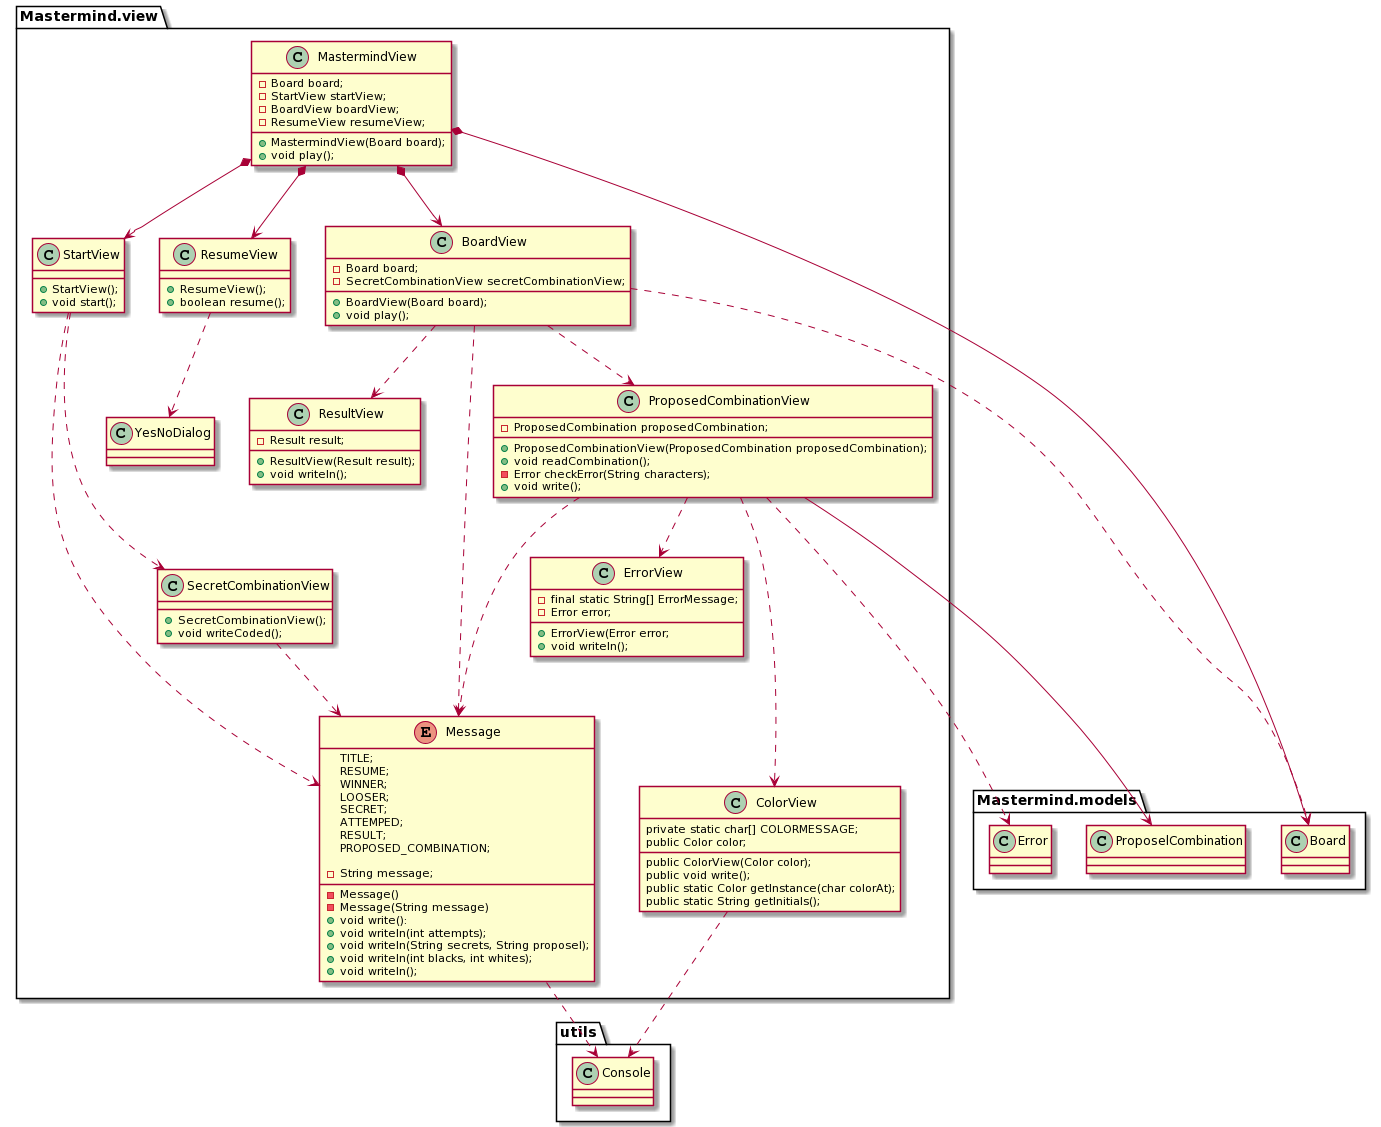 Mastermind.view
C MastermindView
Board board;
StartView startView;
BoardView boardView;
ResumeView resumeView;
MastermindView(Board board);
void play();
C StartView
StartView();
void start();
C ResumeView
ResumeView();
boolean resume();
C BoardView
Board board;
SecretCombinationView secretCombinationView;
BoardView(Board board);
void play();
C YesNoDialog
C ResultView
Result result;
ResultView(Result result);
void writeln();
C ProposedCombinationView
ProposedCombination proposedCombination;
ProposedCombinationView(ProposedCombination proposedCombination);
void readCombination();
Error checkError(String characters);
void write();
C SecretCombinationView
SecretCombinationView();
void writeCoded();
C ErrorView
final static String[] ErrorMessage;
Error error;
ErrorView(Error error;
void writeln();
E Message
TITLE;
RESUME;
WINNER;
LOOSER;
SECRET;
ATTEMPED;
RESULT;
PROPOSED_COMBINATION;
String message;
Message()
Message(String message)
void write():
void writeln(int attempts);
void writeln(String secrets, String proposel);
void writeln(int blacks, int whites);
void writeln();
C ColorView
private static char[] COLORMESSAGE;
public Color color;
public ColorView(Color color);
public void write();
public static Color getInstance(char colorAt);
public static String getInitials();
Mastermind.models
C Error
C ProposelCombination
C Board
utils
C Console